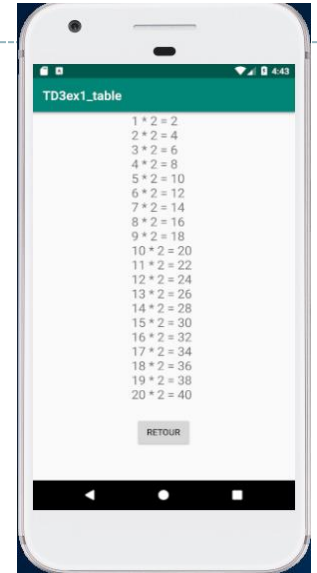 4:43
TD3ex1_table
1 * 2 = 2
2 * 2 = 4
3 * 2 = 6
4 * 2 = 8
5 * 2 = 10
6 * 2 = 12
7 * 2 = 14
8 * 2 = 16
9 * 2 = 18
10 * 2 = 20
11 * 2 = 22
12 * 2 = 24
13 * 2 = 26
14 * 2 = 28
15 * 2 = 30
16 * 2 = 32
17 * 2 = 34
18 * 2 = 36
19 * 2 = 38
20 * 2 = 40
RETOUR